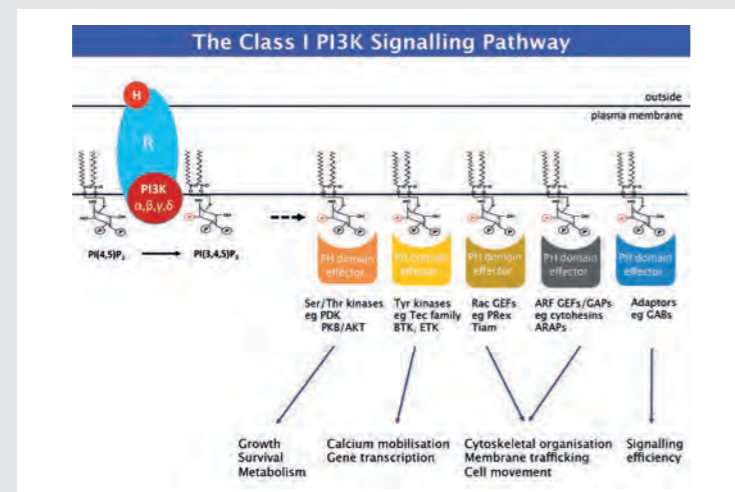 The Class I PI3K Signalling Pathway
H
outside
plasma membrane
R
PI3K
α,β,γ,δ
PI(4,5)P₂
PI(3,4,5)P₃
PH domain
effector
PH domain
effector
PH domain
effector
PH domain
effector
PH domain
effector
Ser/Thr kinases
eg PDK
PKB/AKT
Tyr kinases
eg Tec family
BTK, ETK
Rac GEFs
eg PRex
Tiam
ARF GEFs/GAPs
eg cytohesins
ARAPs
Adaptors
eg GABs
Growth
Survival
Metabolism
Calcium mobilisation
Gene transcription
Cytoskeletal organisation
Membrane trafficking
Cell movement
Signalling
efficiency